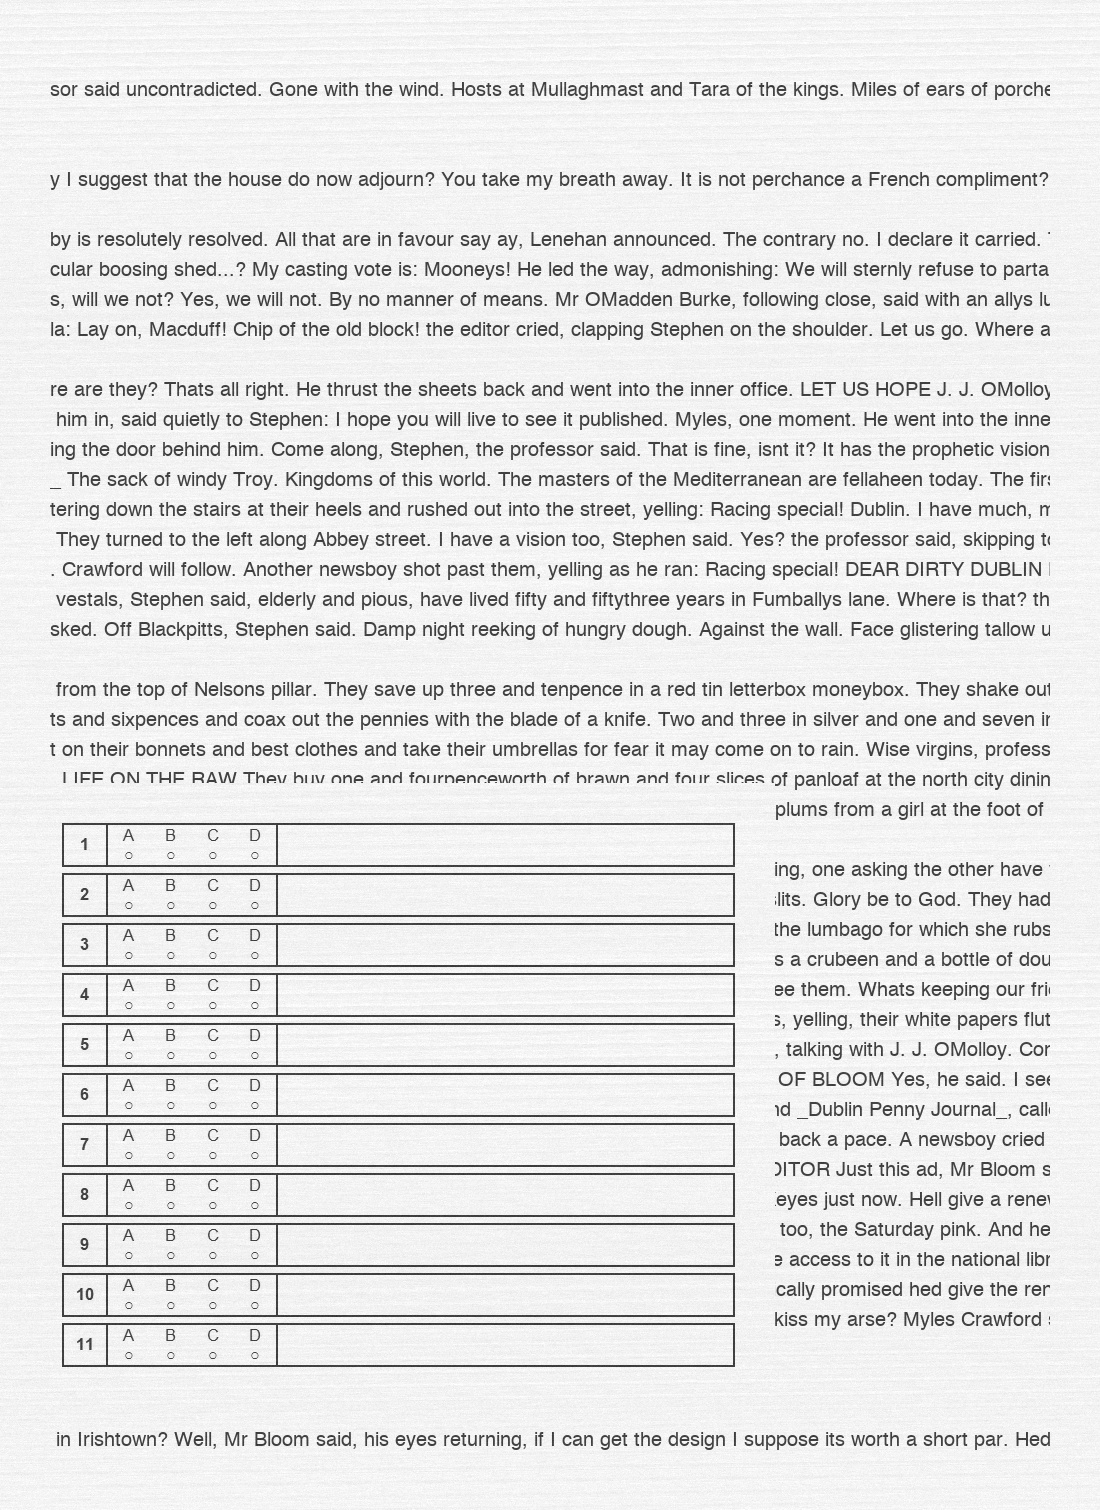 sor said uncontradicted. Gone with the wind. Hosts at Mullaghmast and Tara of the kings. Miles of ears of porche
y I suggest that the house do now adjourn? You take my breath away. It is not perchance a French compliment?
by is resolutely resolved. All that are in favour say ay, Lenehan announced. The contrary no. I declare it carried.
cular boosing shed...? My casting vote is: Mooneys! He led the way, admonishing: We will sternly refuse to parta
s, will we not? Yes, we will not. By no manner of means. Mr OMadden Burke, following close, said with an allys lu
la: Lay on, Macduff! Chip of the old block! the editor cried, clapping Stephen on the shoulder. Let us go. Where a
re are they? Thats all right. He thrust the sheets back and went into the inner office. LET US HOPE J. J. OMolloy
him in, said quietly to Stephen: I hope you will live to see it published. Myles, one moment. He went into the inne
ing the door behind him. Come along, Stephen, the professor said. That is fine, isnt it? It has the prophetic vision
_ The sack of windy Troy. Kingdoms of this world. The masters of the Mediterranean are fellaheen today. The firs
tering down the stairs at their heels and rushed out into the street, yelling: Racing special! Dublin. I have much, m
They turned to the left along Abbey street. I have a vision too, Stephen said. Yes? the professor said, skipping to
. Crawford will follow. Another newsboy shot past them, yelling as he ran: Racing special! DEAR DIRTY DUBLIN
vestals, Stephen said, elderly and pious, have lived fifty and fiftythree years in Fumballys lane. Where is that? th
sked. Off Blackpitts, Stephen said. Damp night reeking of hungry dough. Against the wall. Face glistering tallow u
from the top of Nelsons pillar. They save up three and tenpence in a red tin letterbox moneybox. They shake out
ts and sixpences and coax out the pennies with the blade of a knife. Two and three in silver and one and seven in
t on their bonnets and best clothes and take their umbrellas for fear it may come on to rain. Wise virgins, profess
LIFE ON THE RAW They buy one and fourpenceworth of brawn and four slices of panloaf at the north city dinin
plums from a girl at the foot of
1 A B C D
ing, one asking the other have
2 A B C D
slits. Glory be to God. They had
3 A B C D
the lumbago for which she rubs
s a crubeen and a bottle of dou
4 A B C D
ee them. Whats keeping our fri
s, yelling, their white papers flut
5 A B C D
, talking with J. J. OMolloy. Con
OF BLOOM Yes, he said. I see
6 A B C D
nd _Dublin Penny Journal_, calle
7 A B C D
back a pace. A newsboy cried
DITOR Just this ad, Mr Bloom s
8 A B C D
eyes just now. Hell give a renew
too, the Saturday pink. And he
9 A B C D
e access to it in the national libr
10 A B C D
cally promised hed give the ren
kiss my arse? Myles Crawford
11 A B C D
in Irishtown? Well, Mr Bloom said, his eyes returning, if I can get the design I suppose its worth a short par. Hed